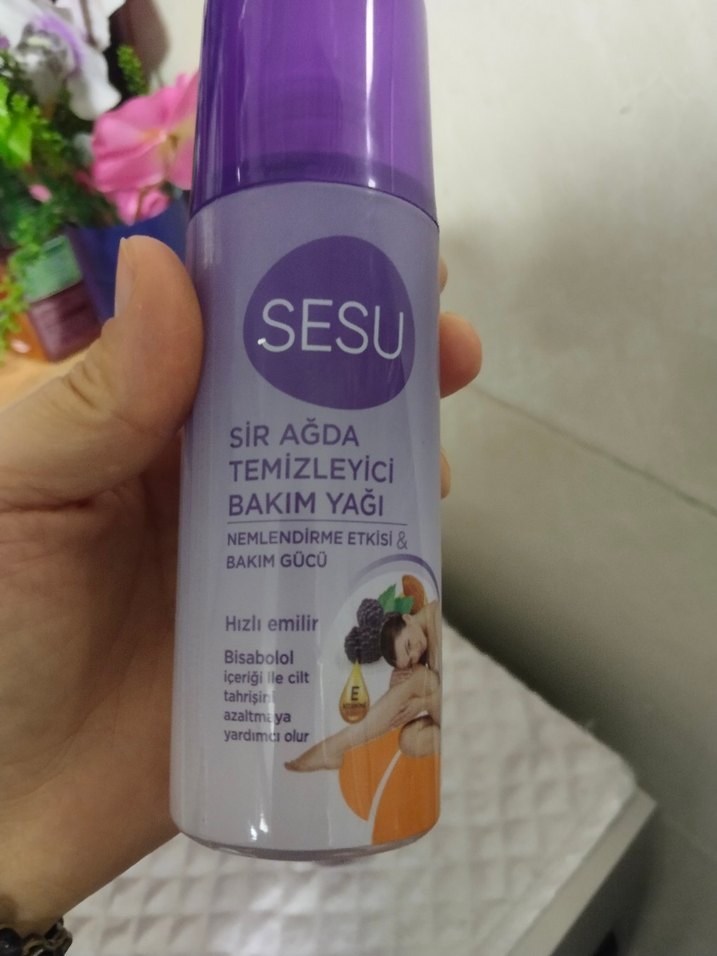 SESU
SİR AĞDA
TEMİZLEYİCİ
BAKIM YAĞI
NEMLENDİRME ETKİSİ &
BAKIM GÜCÜ
Hızlı emilir
Bisabolol
içeriği ile cilt
tahrişini
azaltmaya
yardımcı olur
E